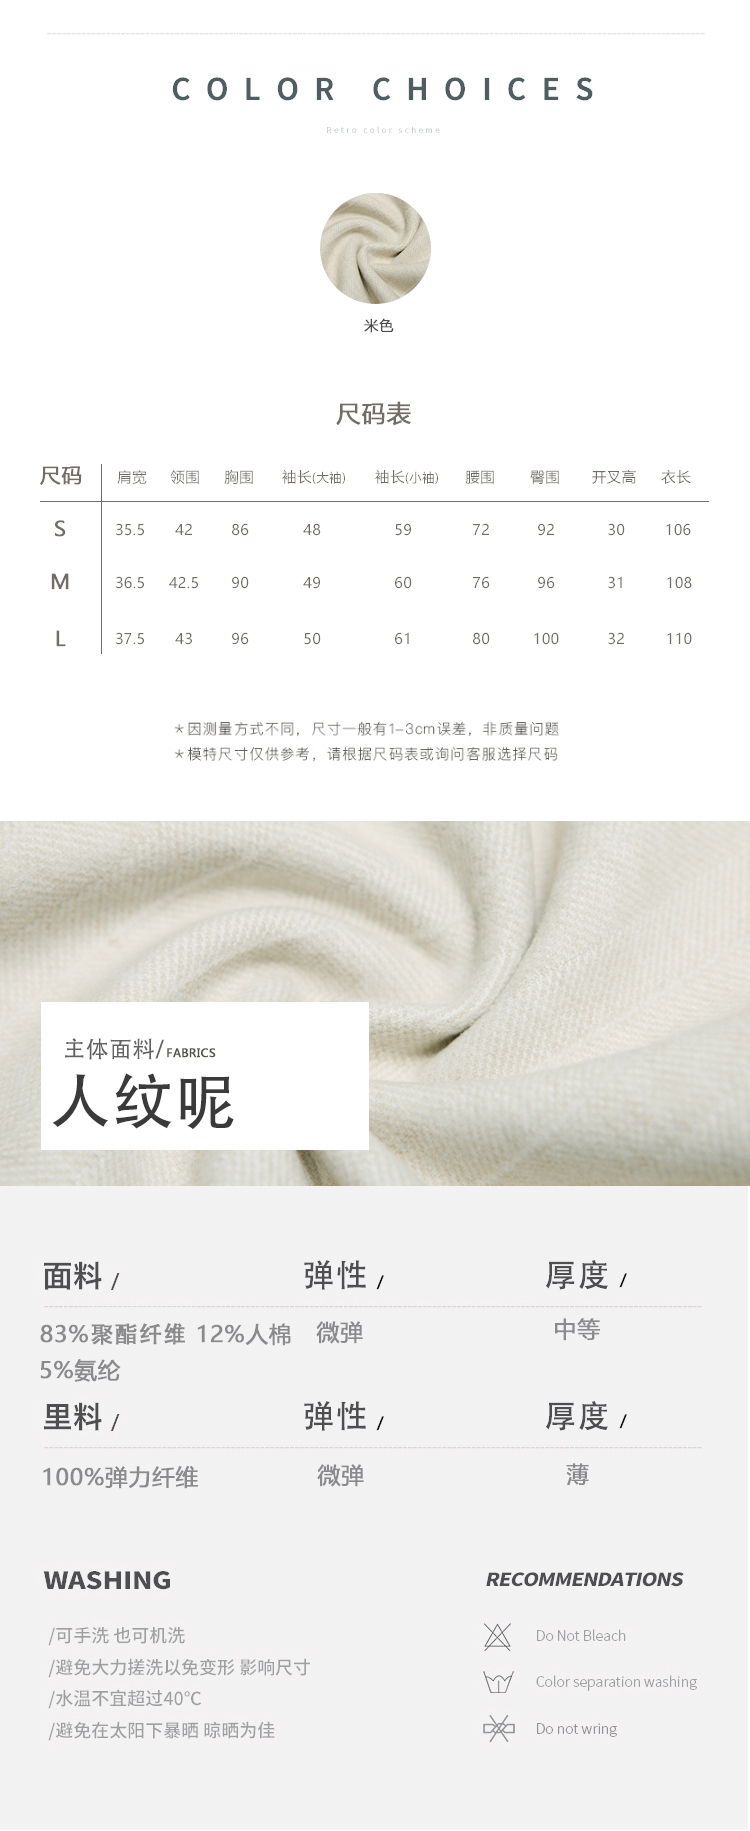 COLOR CHOICES
Retro color scheme
米色
尺码表
尺码 肩宽 领围 胸围 袖长(大袖) 袖长(小袖) 腰围 臀围 开叉高 衣长
S 35.5 42 86 48 59 72 92 30 106
M 36.5 42.5 90 49 60 76 96 31 108
L 37.5 43 96 50 61 80 100 32 110
*因测量方式不同，尺寸一般有1-3cm误差，非质量问题
*模特尺寸仅供参考，请根据尺码表或询问客服选择尺码
主体面料/FABRICS
人纹呢
面料 / 弹性 / 厚度 /
83%聚酯纤维 12%人棉 微弹 中等
5%氨纶
里料 / 弹性 / 厚度 /
100%弹力纤维 微弹 薄
WASHING
/可手洗 也可机洗
/避免大力搓洗以免变形 影响尺寸
/水温不宜超过40℃
/避免在太阳下暴晒 晾晒为佳
RECOMMENDATIONS
Do Not Bleach
Color separation washing
Do not wring